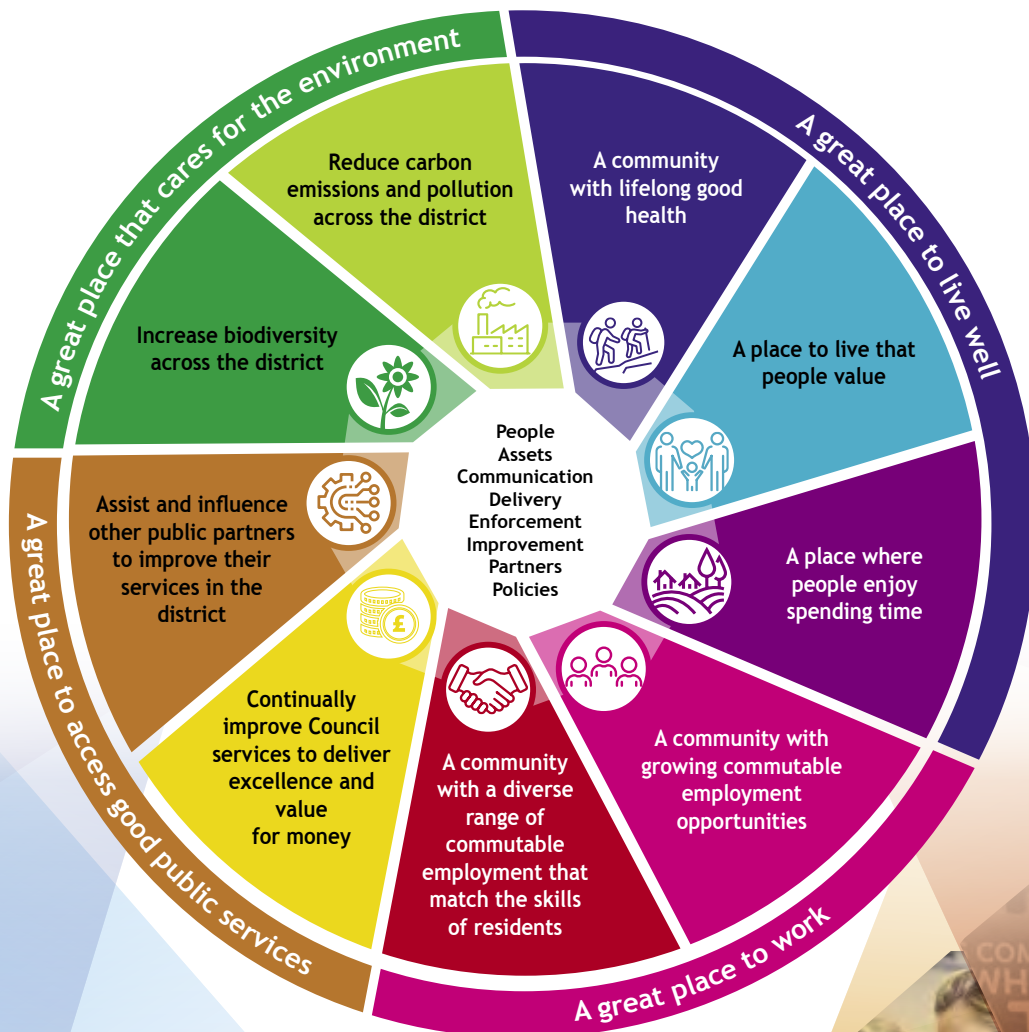 A great place that cares for the environment
A great place to live well
A great place to work
A great place to access good public services
Reduce carbon
emissions and pollution
across the district
A community
with lifelong good
health
A place to live that
people value
A place where
people enjoy
spending time
A community with
growing commutable
employment
opportunities
A community
with a diverse
range of
commutable
employment that
match the skills
of residents
Continually
improve Council
services to deliver
excellence and
value
for money
Assist and influence
other public partners
to improve their
services in the
district
Increase biodiversity
across the district
People
Assets
Communication
Delivery
Enforcement
Improvement
Partners
Policies
£